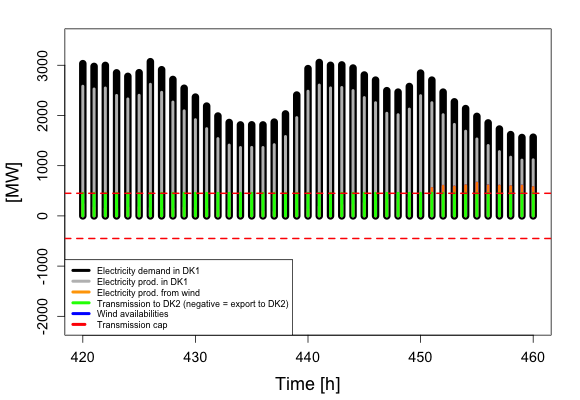 3000
2000
1000
0
-1000
-2000
[MW]
Electricity demand in DK1
Electricity prod. in DK1
Electricity prod. from wind
Transmission to DK2 (negative = export to DK2)
Wind availabilities
Transmission cap
420 430 440 450 460
Time [h]